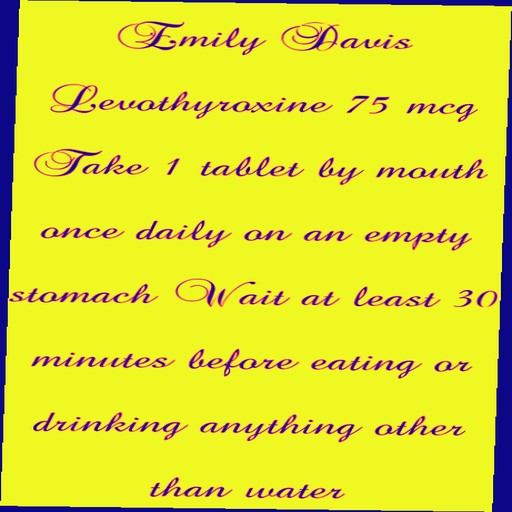 Emily Davis
Levothyroxine 75 mcg
Take 1 tablet by mouth
once daily on an empty
stomach Wait at least 30
minutes before eating or
drinking anything other
than water